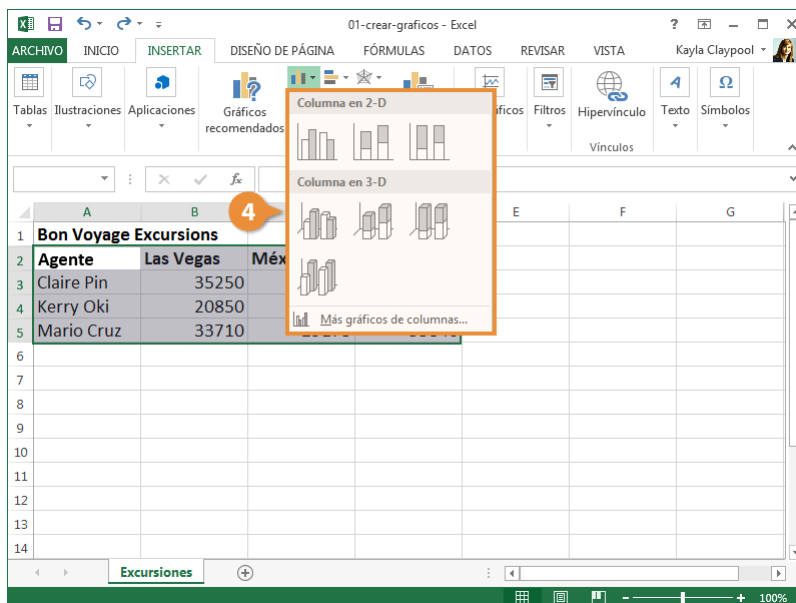 01-crear-graficos - Excel
ARCHIVO INICIO INSERTAR DISEÑO DE PÁGINA FÓRMULAS DATOS REVISAR VISTA Kayla Claypool
Tablas Ilustraciones Aplicaciones Gráficos recomendados Filtros Hipervínculo Texto Símbolos
Vínculos
Columna en 2-D
Columna en 3-D
Más gráficos de columnas...
4
fx
A B E F G
1 Bon Voyage Excursions
2 Agente Las Vegas
3 Claire Pin 35250
4 Kerry Oki 20850
5 Mario Cruz 33710
6
7
8
9
10
11
12
13
14
Excursiones
100%